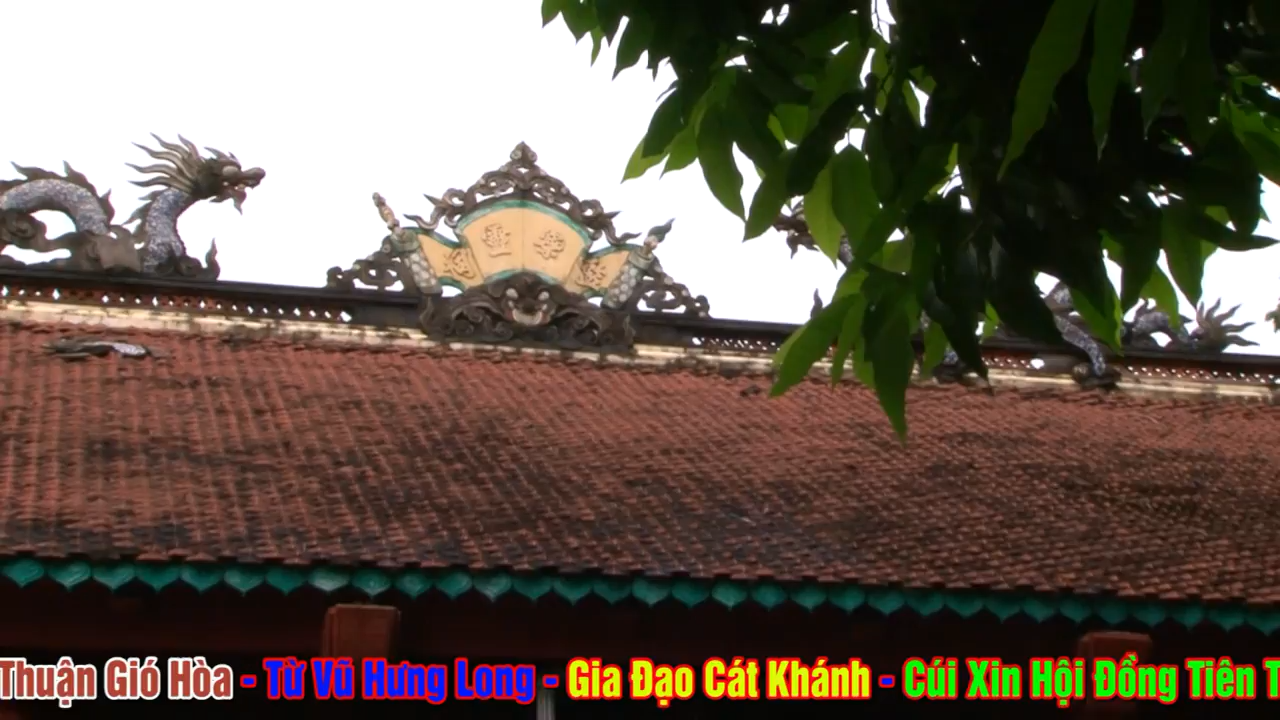 Thuận Gió Hòa - Từ Vũ Hưng Long - Gia Đạo Cát Khánh - Cúi Xin Hội Đồng Tiên T